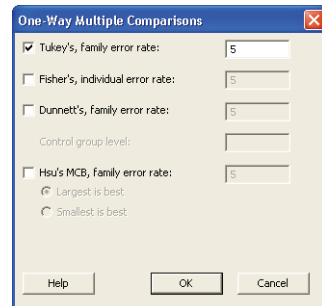 One-Way Multiple Comparisons
Tukey's, family error rate: 5
Fisher's, individual error rate: 5
Dunnett's, family error rate: 5
Control group level:
Hsu's MCB, family error rate: 5
Largest is best
Smallest is best
Help OK Cancel